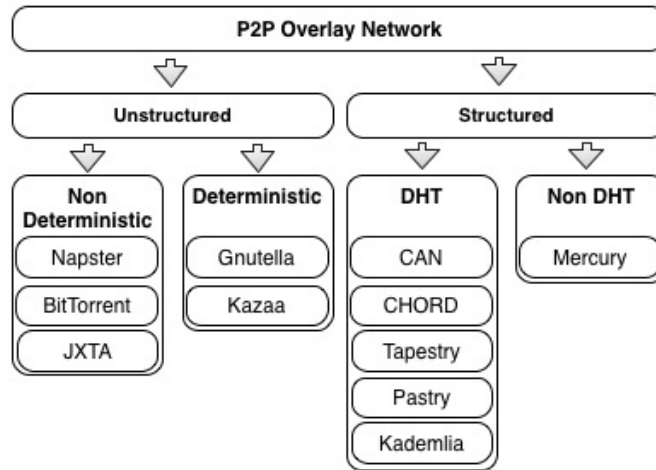 P2P Overlay Network
Unstructured
Structured
Non
Deterministic
Napster
BitTorrent
JXTA
Deterministic
Gnutella
Kazaa
DHT
CAN
CHORD
Tapestry
Pastry
Kademlia
Non DHT
Mercury